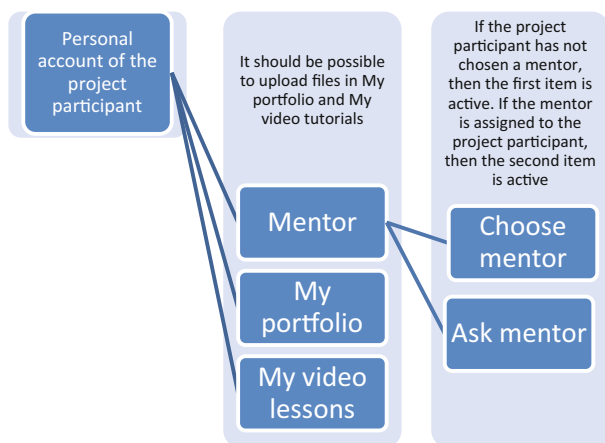 Personal
account of the
project
participant
It should be possible
to upload files in My
portfolio and My
video tutorials
Mentor
My
portfolio
My video
lessons
If the project
participant has not
chosen a mentor,
then the first item is
active. If the mentor
is assigned to the
project participant,
then the second item
is active
Choose
mentor
Ask mentor